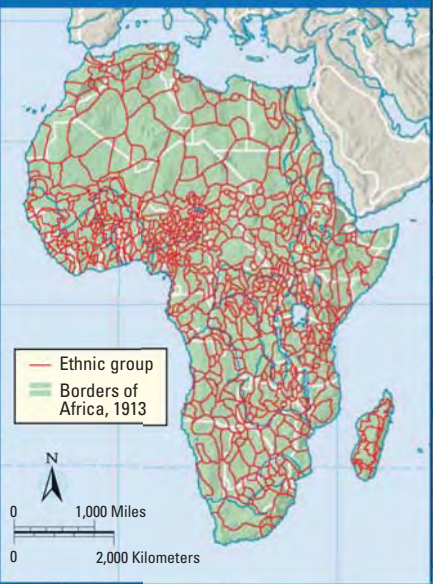 Ethnic group
Borders of
Africa, 1913
N
0 1,000 Miles
0 2,000 Kilometers